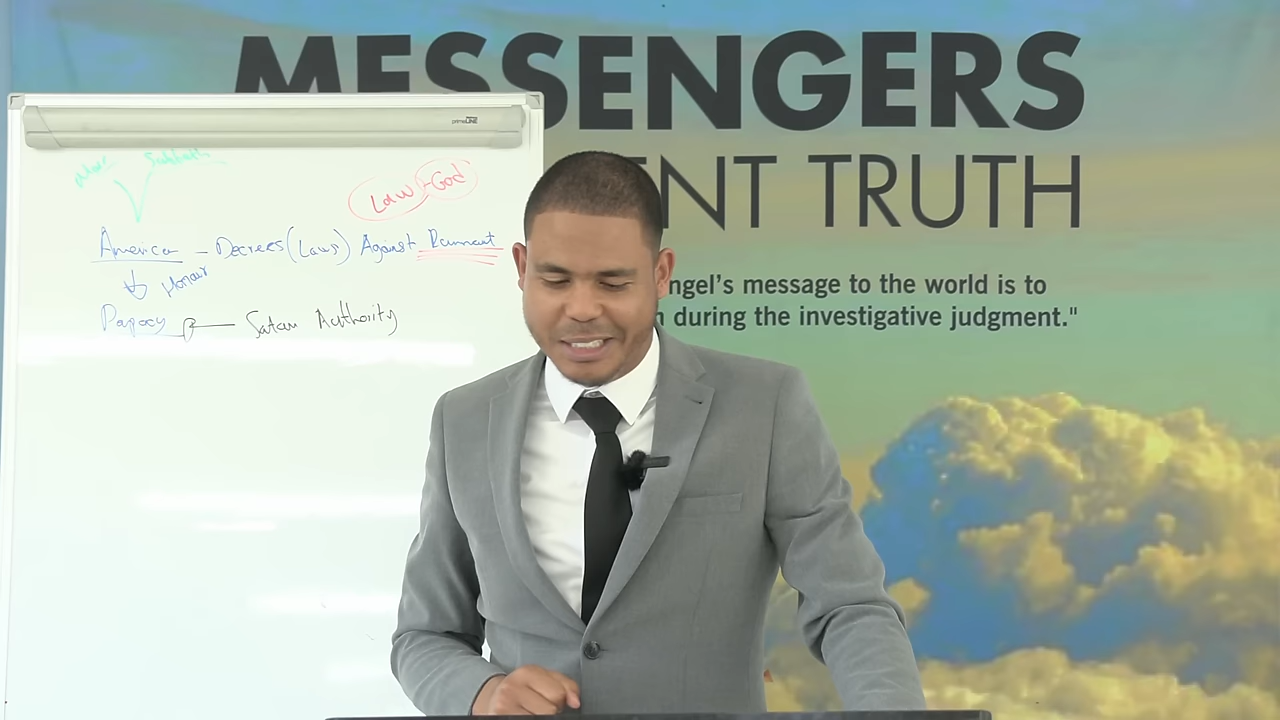 MESSENGERS
ENT TRUTH
ngel's message to the world is to
n during the investigative judgment."
Sabbath
Law - God
America - Decrees (Laws) Against Remnant
Papacy Satan Authority